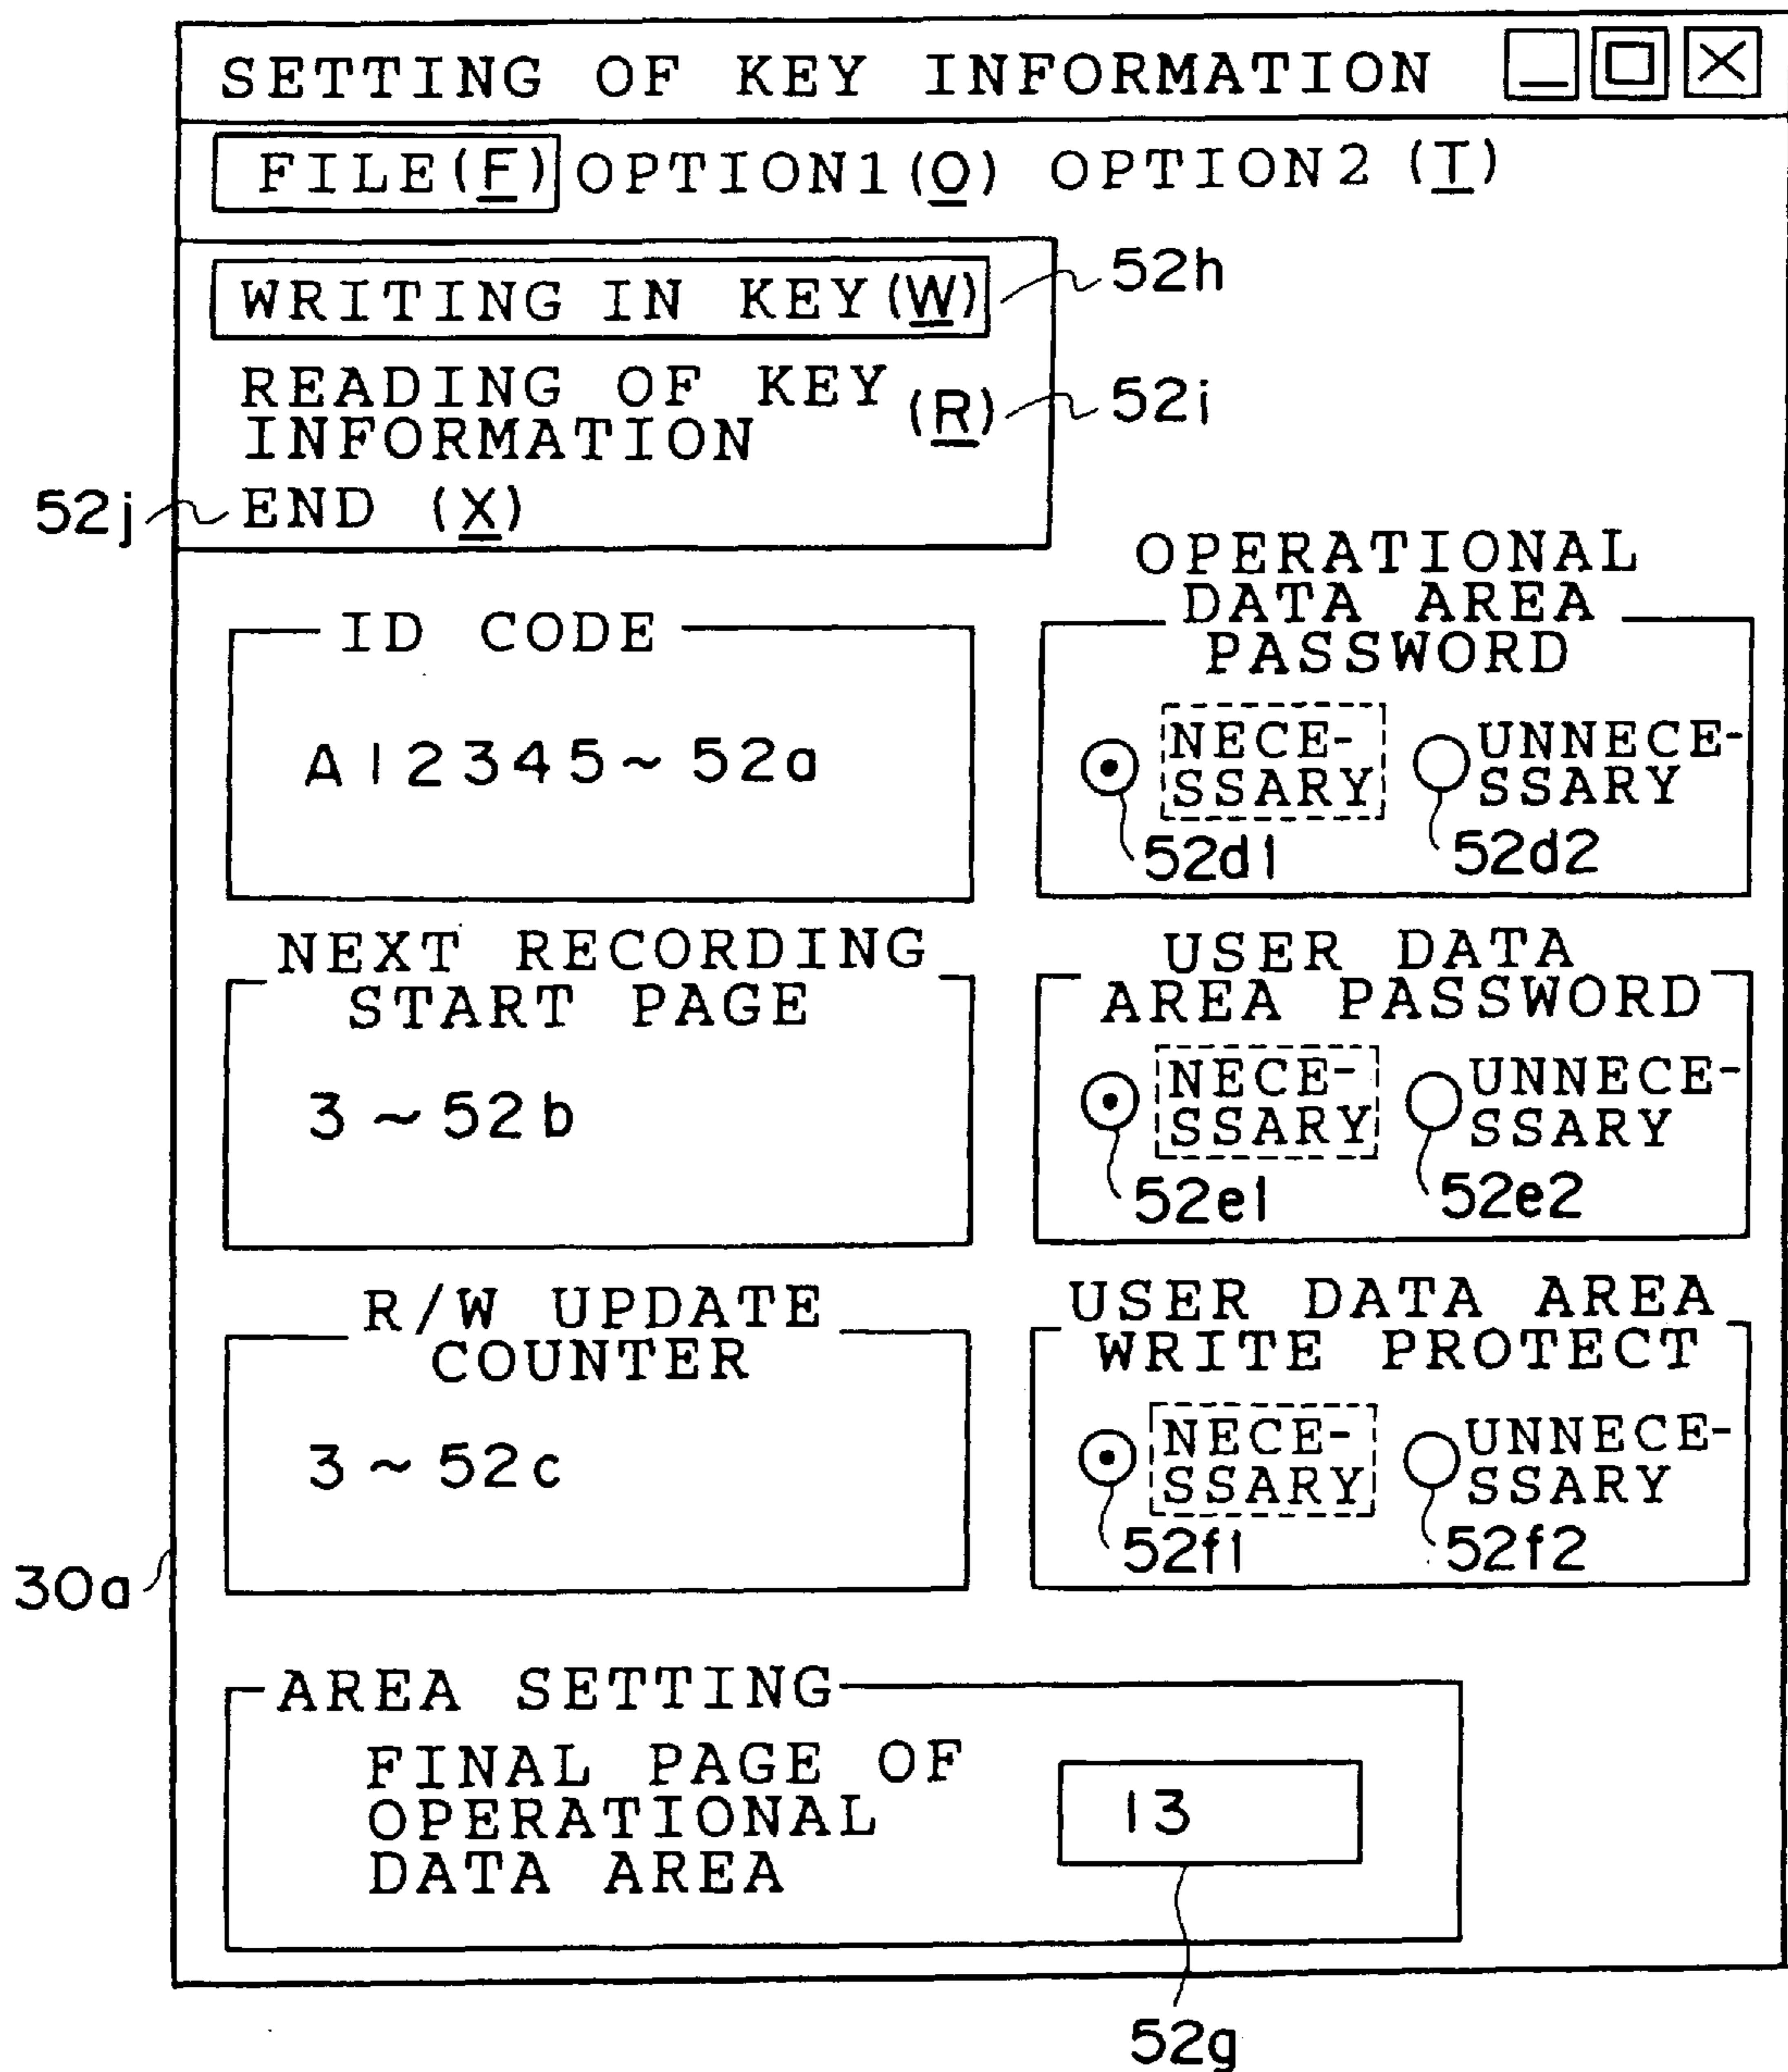 SETTING OF KEY INFORMATION
FILE(F) OPTION1(O) OPTION2(T)
WRITING IN KEY(W) 52h
READING OF KEY
INFORMATION (R) 52i
52j END (X)
ID CODE
A12345~52a
OPERATIONAL
DATA AREA
PASSWORD
NECE-
SSARY
UNNECE-
SSARY
52d1 52d2
NEXT RECORDING
START PAGE
3~52b
USER DATA
AREA PASSWORD
NECE-
SSARY
UNNECE-
SSARY
52e1 52e2
R/W UPDATE
COUNTER
3~52c
USER DATA AREA
WRITE PROTECT
NECE-
SSARY
UNNECE-
SSARY
52f1 52f2
30a
AREA SETTING
FINAL PAGE OF
OPERATIONAL
DATA AREA
13
52g